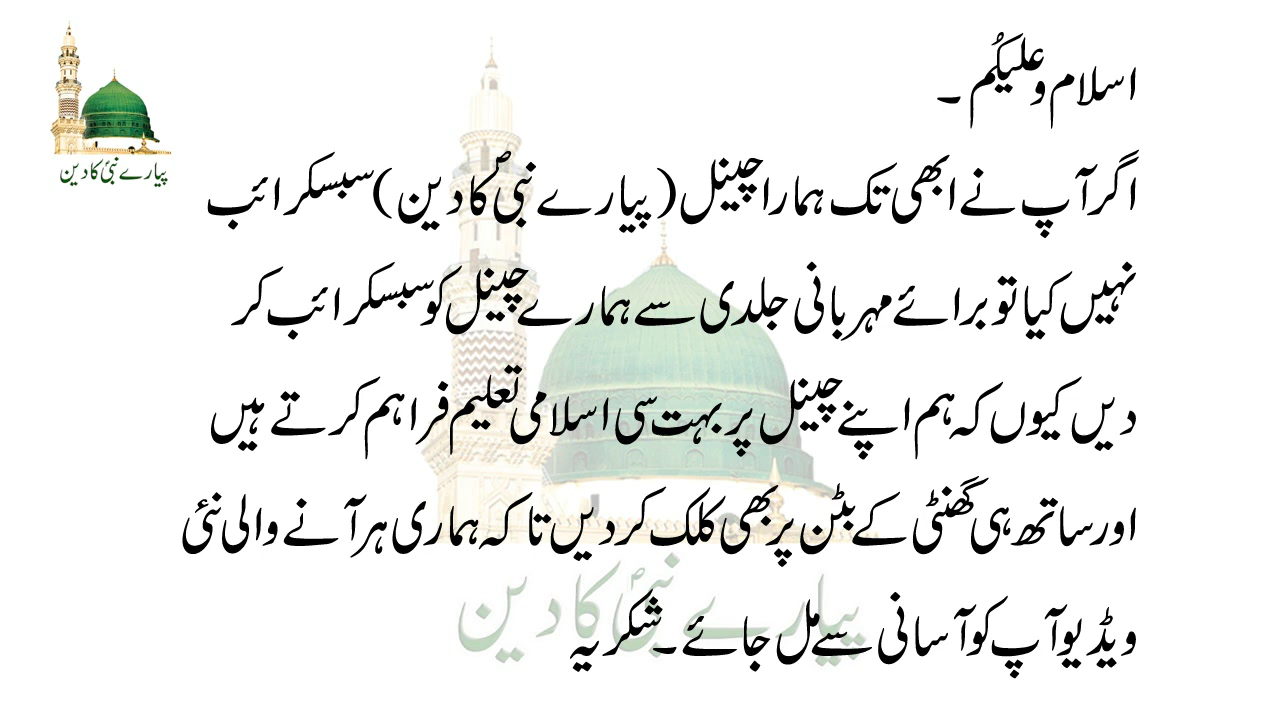 پیارے نبیؐ کا دین
اسلام وعلیکُم ۔
اگر آپ نے ابھی تک ہمارا چینل ( پیارے نبیؐ کا دین ) سبسکرائب
نہیں کیا تو برائے مہربانی جلدی سے ہمارے چینل کو سبسکرائب کر
دیں کیوں کہ ہم اپنے چینل پر بہت سی اسلامی تعلیم فراہم کرتے ہیں
اور ساتھ ہی گھنٹی کے بٹن پر بھی کلک کر دیں تا کہ ہماری ہر آنے والی نئی
ویڈیو آپ کو آسانی سے مل جائے ۔ شکریہ
پیارے نبیؐ کا دین